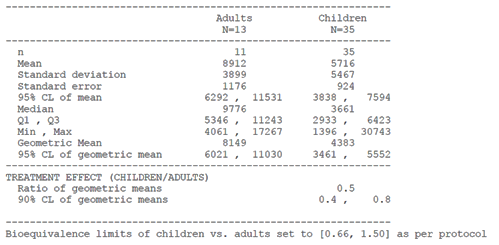 Adults Children
N=13 N=35
n 11 35
Mean 8912 5716
Standard deviation 3899 5467
Standard error 1176 924
95% CL of mean 6292 , 11531 3838 , 7594
Median 9776 3661
Q1 , Q3 5346 , 11243 2933 , 6423
Min , Max 4061 , 17267 1396 , 30743
Geometric Mean 8149 4383
95% CL of geometric mean 6021 , 11030 3461 , 5552
TREATMENT EFFECT (CHILDREN/ADULTS)
Ratio of geometric means 0.5
90% CL of geometric means 0.4 , 0.8
Bioequivalence limits of children vs. adults set to [0.66, 1.50] as per protocol